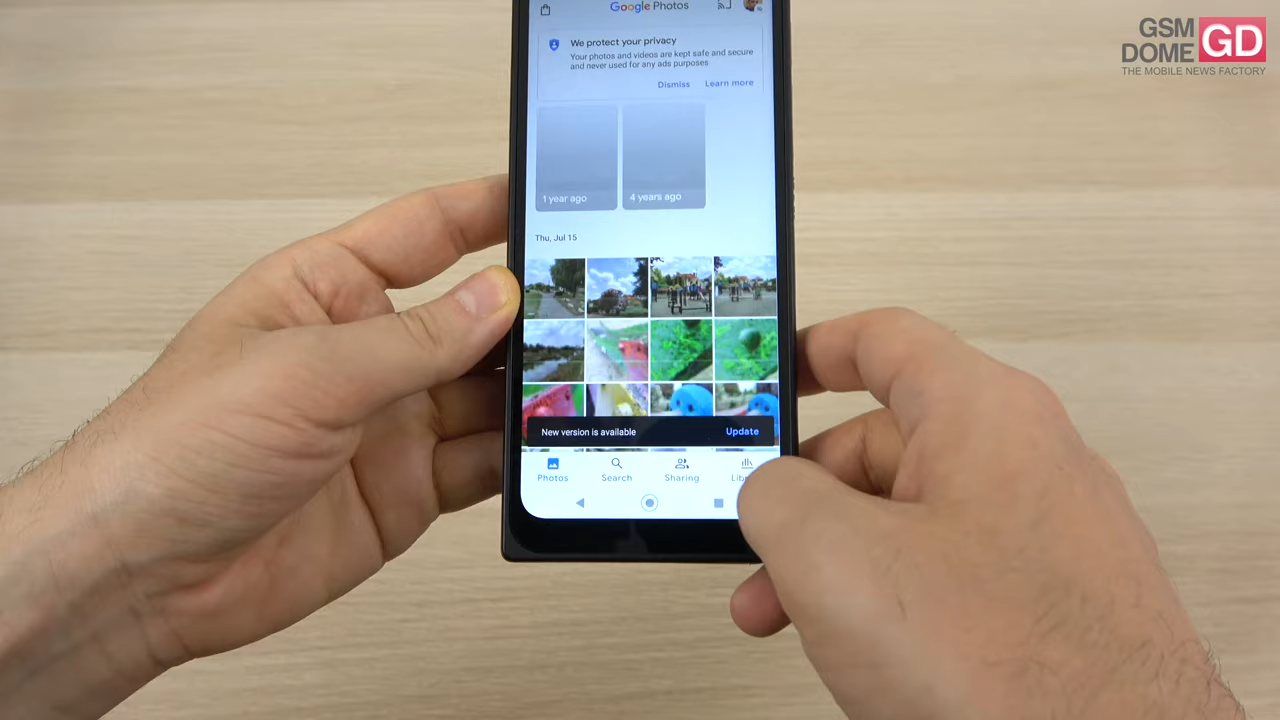 Google Photos
GSM
DOME GD
THE MOBILE NEWS FACTORY
We protect your privacy
Your photos and videos are kept safe and secure
and never used for any ads purposes
Dismiss Learn more
1 year ago 4 years ago
Thu, Jul 15
New version is available Update
Photos Search Sharing